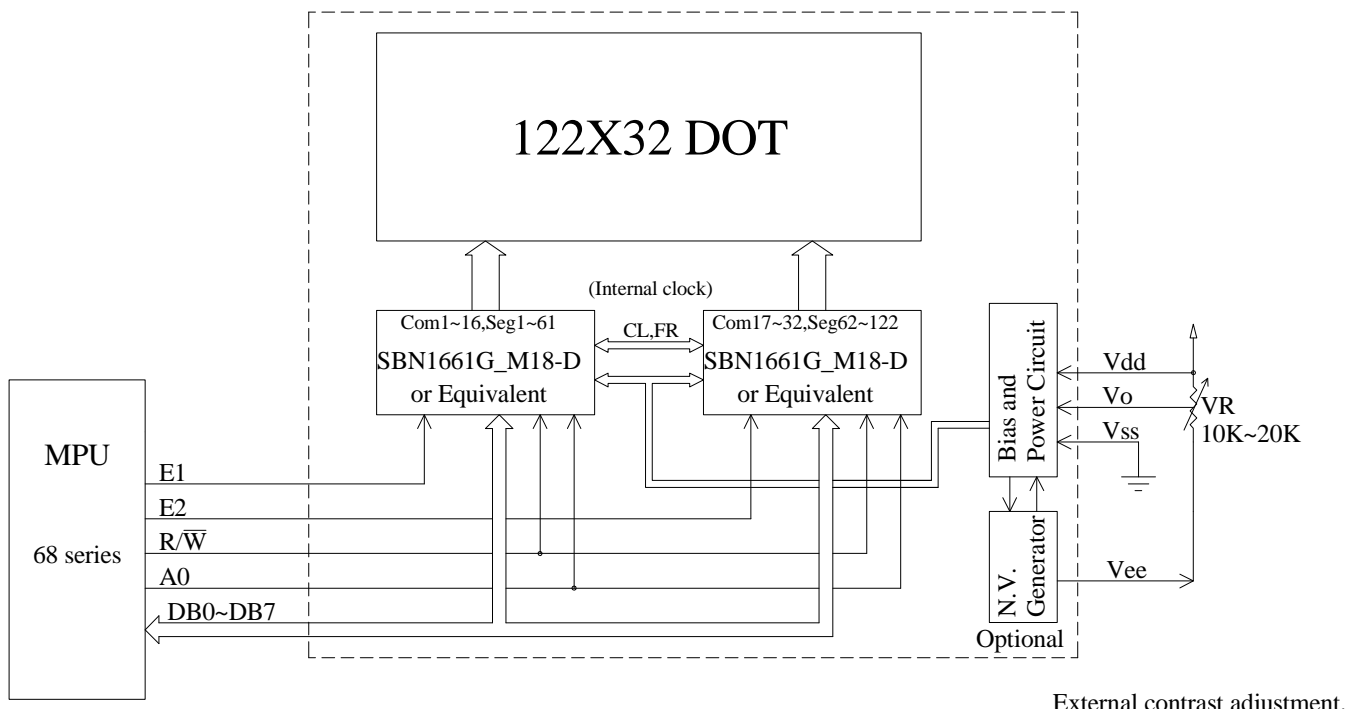 122X32 DOT
(Internal clock)
Com1~16,Seg1~61
SBN1661G_M18-D
or Equivalent
CL,FR
Com17~32,Seg62~122
SBN1661G_M18-D
or Equivalent
Bias and
Power Circuit
Vdd
Vo
Vss
VR
10K~20K
MPU
68 series
E1
E2
R/W̅
A0
DB0~DB7
N.V.
Generator
Vee
Optional
External contrast adjustment.